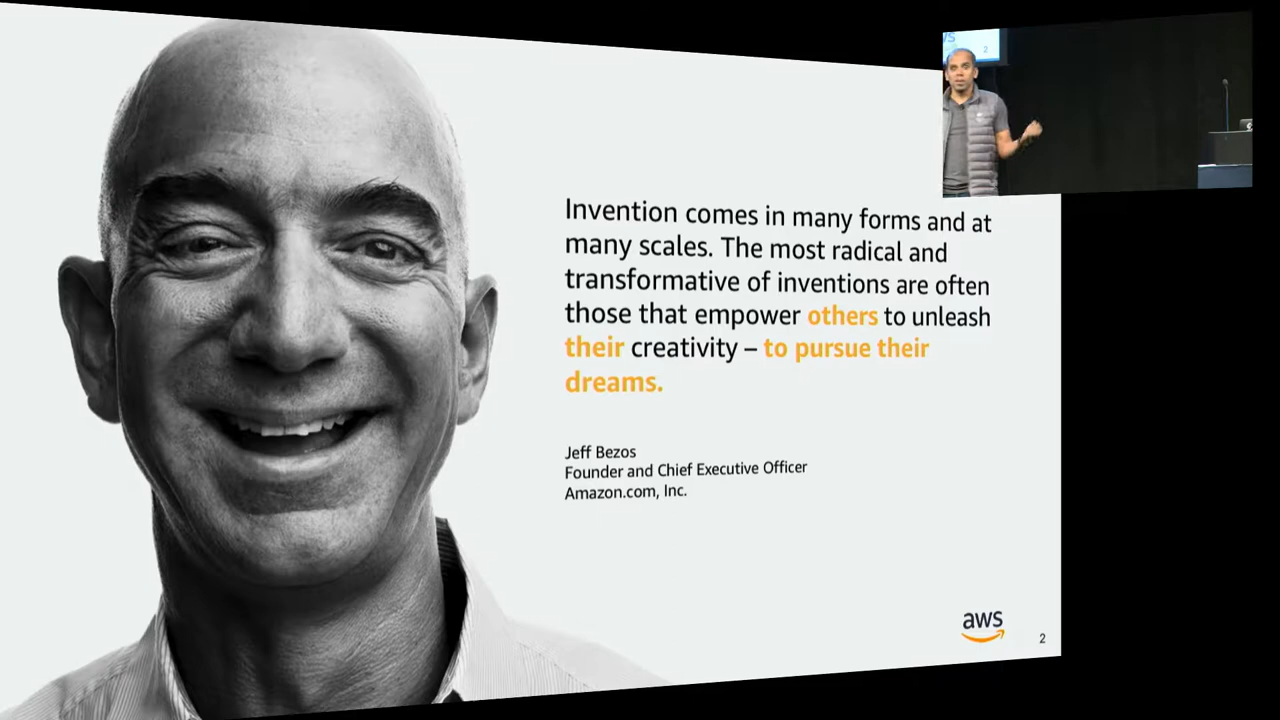 Invention comes in many forms and at
many scales. The most radical and
transformative of inventions are often
those that empower others to unleash
their creativity – to pursue their
dreams.
Jeff Bezos
Founder and Chief Executive Officer
Amazon.com, Inc.
aws
2